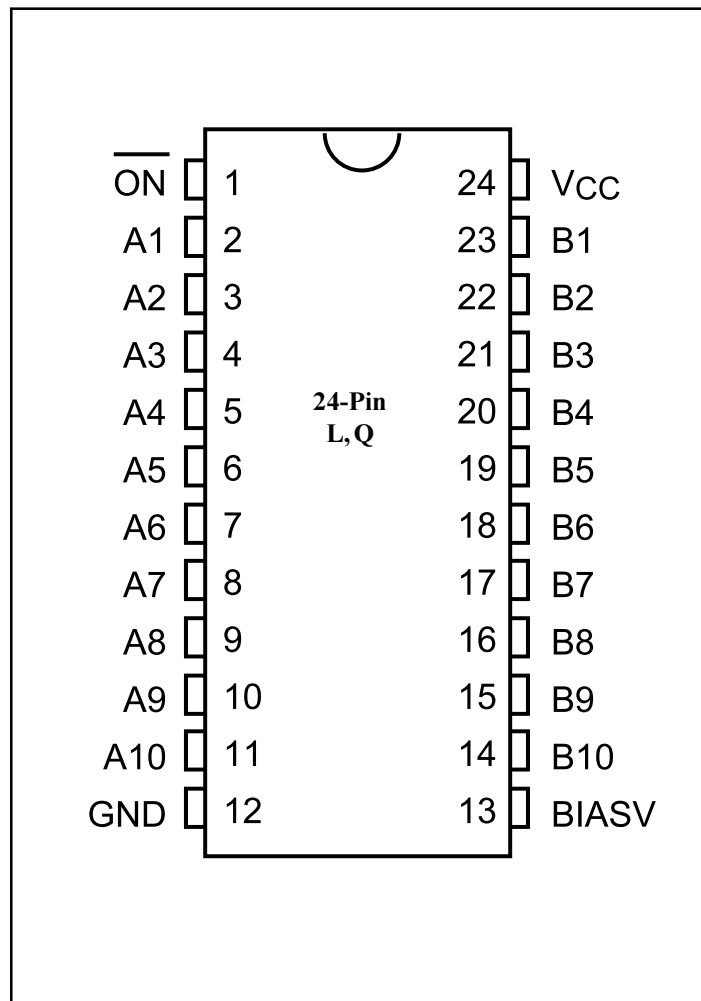 O̅N̅ 1 24 VCC
A1 2 23 B1
A2 3 22 B2
A3 4 21 B3
A4 5 24-Pin 20 B4
L, Q
A5 6 19 B5
A6 7 18 B6
A7 8 17 B7
A8 9 16 B8
A9 10 15 B9
A10 11 14 B10
GND 12 13 BIASV